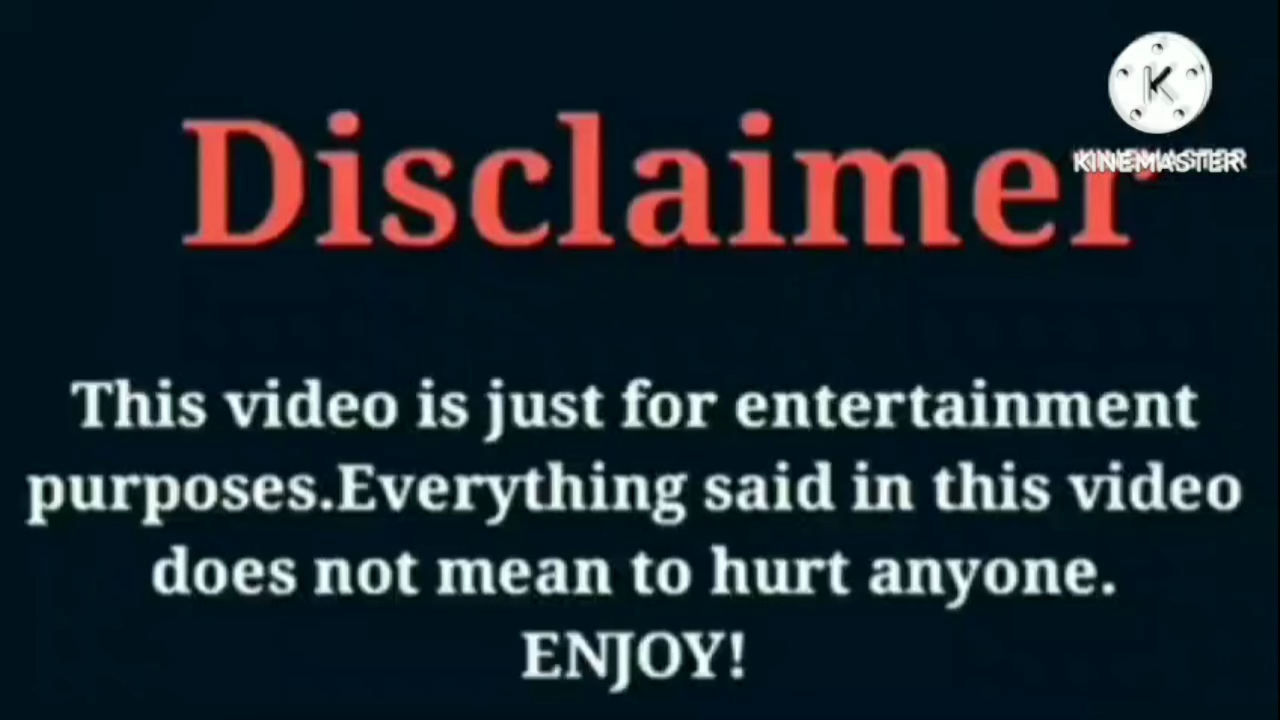 K
KINEMASTER
Disclaimer
This video is just for entertainment
purposes.Everything said in this video
does not mean to hurt anyone.
ENJOY!